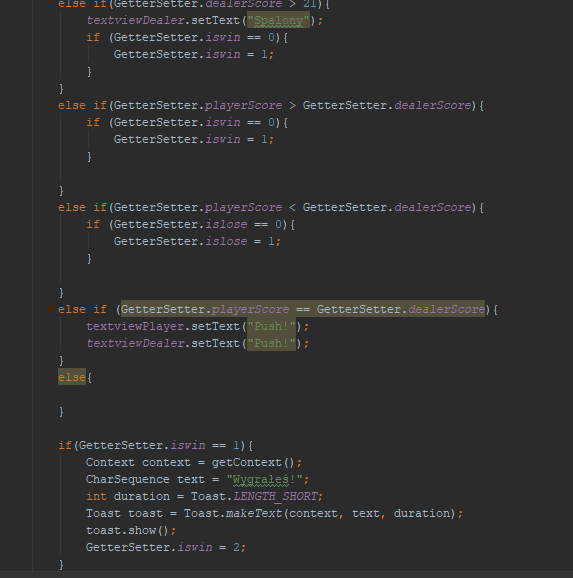 else if(GetterSetter.dealerScore > 21){
textviewDealer.setText("Spalony");
if (GetterSetter.iswin == 0){
GetterSetter.iswin = 1;
}
}
else if(GetterSetter.playerScore > GetterSetter.dealerScore){
if (GetterSetter.iswin == 0){
GetterSetter.iswin = 1;
}
}
else if(GetterSetter.playerScore < GetterSetter.dealerScore){
if (GetterSetter.islose == 0){
GetterSetter.islose = 1;
}
}
else if (GetterSetter.playerScore == GetterSetter.dealerScore){
textviewPlayer.setText("Push!");
textviewDealer.setText("Push!");
}
else{
}
if(GetterSetter.iswin == 1){
Context context = getContext();
CharSequence text = "Wygrałeś!";
int duration = Toast.LENGTH_SHORT;
Toast toast = Toast.makeText(context, text, duration);
toast.show();
GetterSetter.iswin = 2;
}